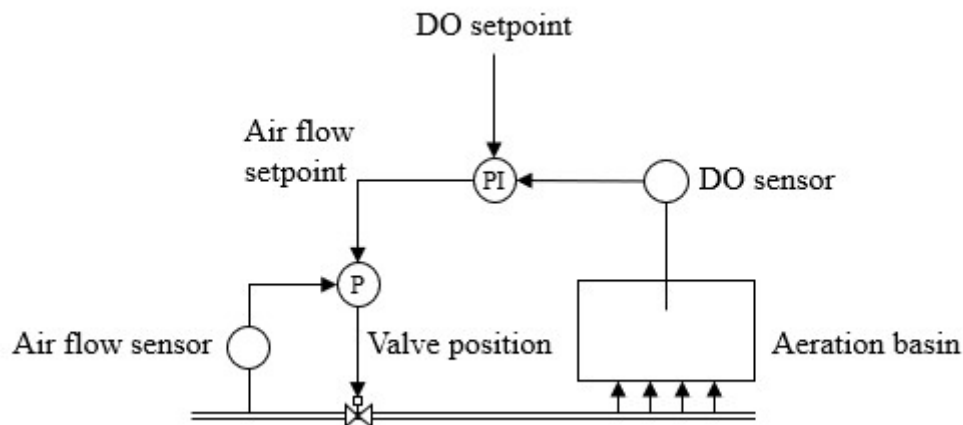 DO setpoint
Air flow
setpoint
PI
DO sensor
P
Air flow sensor
Valve position
Aeration basin